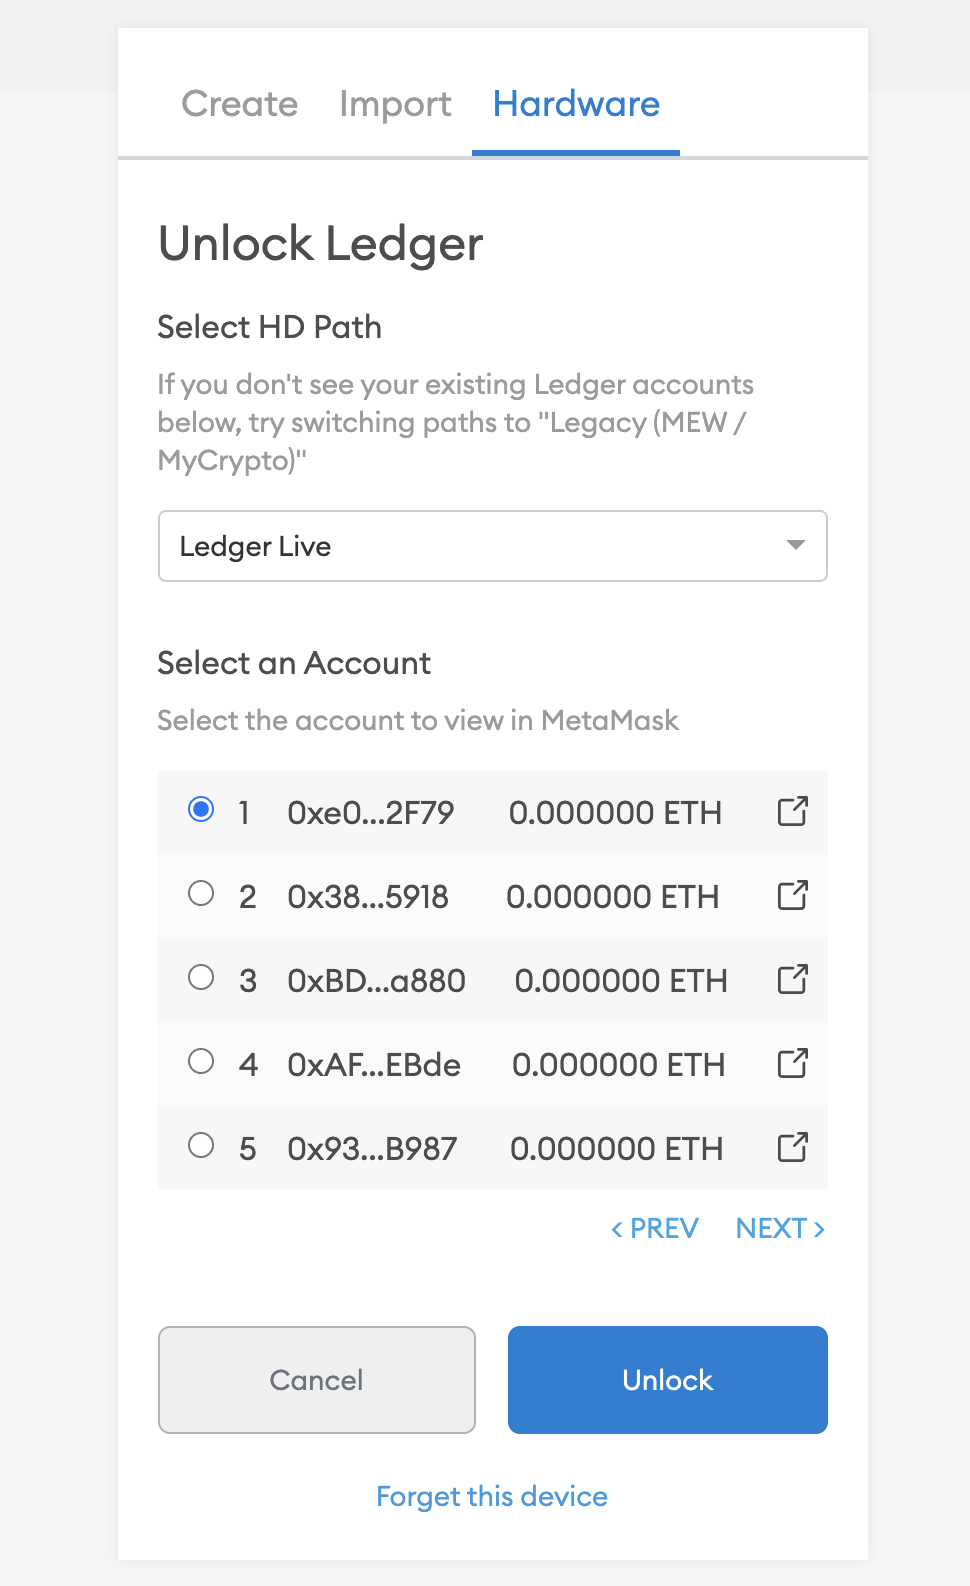 Create Import Hardware
Unlock Ledger
Select HD Path
If you don't see your existing Ledger accounts
below, try switching paths to "Legacy (MEW /
MyCrypto)"
Ledger Live
Select an Account
Select the account to view in MetaMask
1 0xe0...2F79 0.000000 ETH
2 0x38...5918 0.000000 ETH
3 0xBD...a880 0.000000 ETH
4 0xAF...EBde 0.000000 ETH
5 0x93...B987 0.000000 ETH
< PREV NEXT >
Cancel Unlock
Forget this device